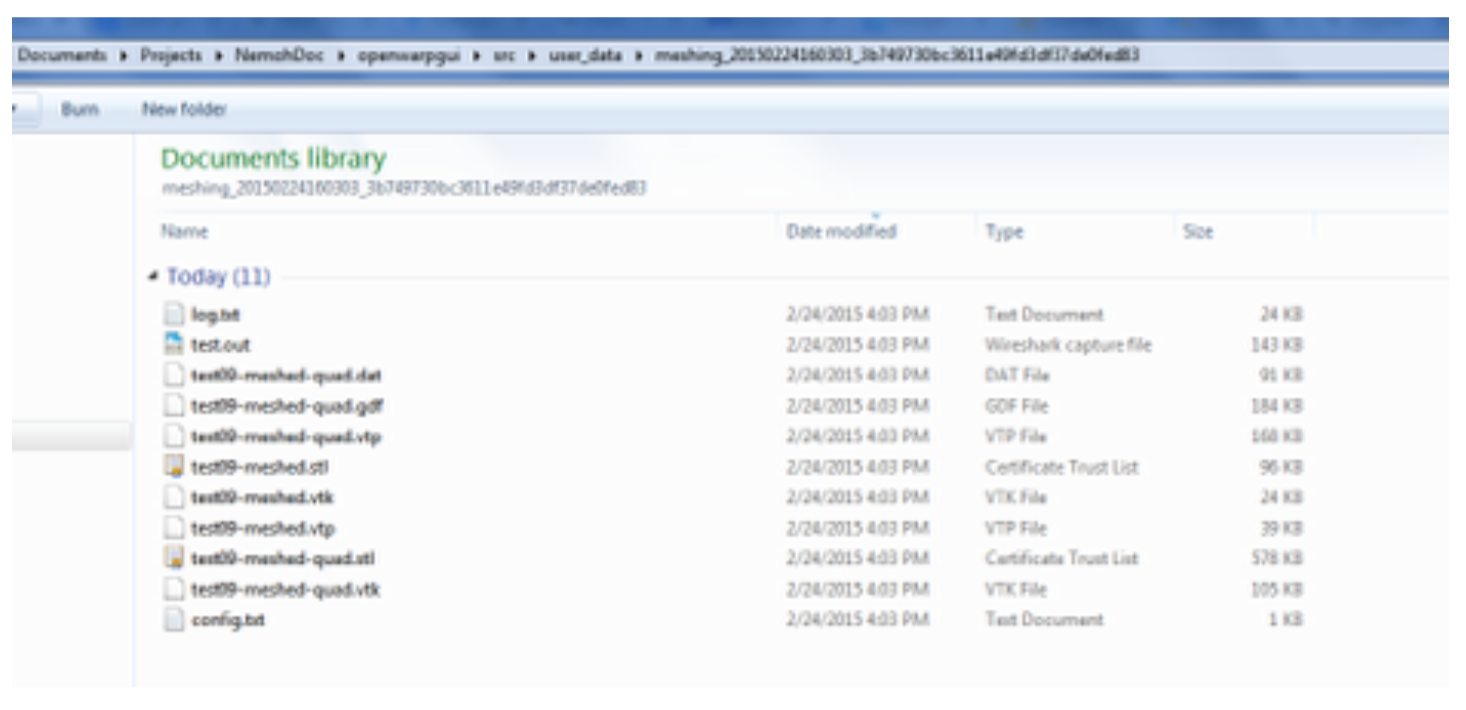 Documents ▸ Projects ▸ NemohDoc ▸ openwarpgui ▸ src ▸ user_data ▸ meshing_20150224160303_3b749730bc3611e49fd3df37de0fed83
Burn New folder
Documents library
meshing_20150224160303_3b749730bc3611e49fd3df37de0fed83
Name Date modified Type Size
Today (11)
log.txt 2/24/2015 4:03 PM Text Document 24 KB
test.out 2/24/2015 4:03 PM Wireshark capture file 143 KB
test09-meshed-quad.dat 2/24/2015 4:03 PM DAT File 91 KB
test09-meshed-quad.gdf 2/24/2015 4:03 PM GDF File 184 KB
test09-meshed-quad.vtp 2/24/2015 4:03 PM VTP File 168 KB
test09-meshed.stl 2/24/2015 4:03 PM Certificate Trust List 96 KB
test09-meshed.vtk 2/24/2015 4:03 PM VTK File 24 KB
test09-meshed.vtp 2/24/2015 4:03 PM VTP File 39 KB
test09-meshed-quad.stl 2/24/2015 4:03 PM Certificate Trust List 578 KB
test09-meshed-quad.vtk 2/24/2015 4:03 PM VTK File 105 KB
config.txt 2/24/2015 4:03 PM Text Document 1 KB